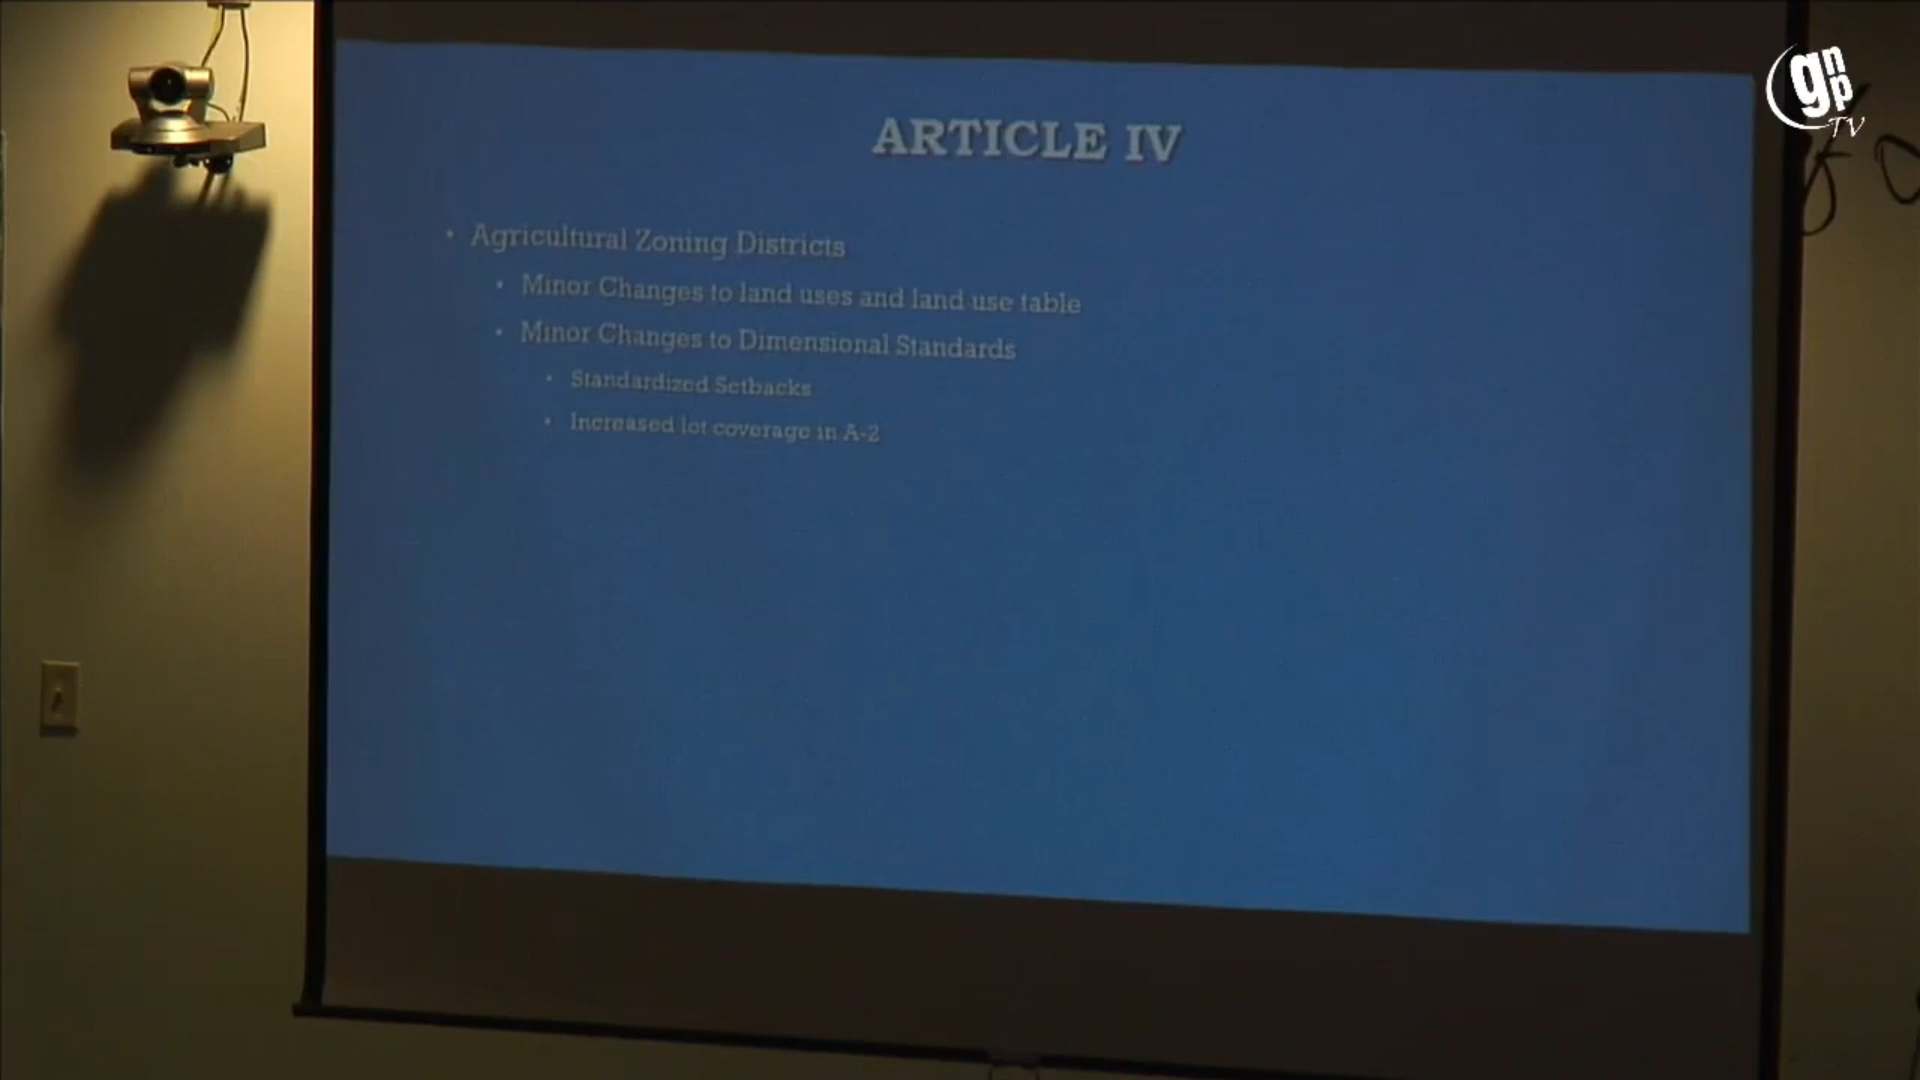 ARTICLE IV
• Agricultural Zoning Districts
• Minor Changes to land uses and land use table
• Minor Changes to Dimensional Standards
• Standardized Setbacks
• Increased lot coverage in A-2
gnp
TV